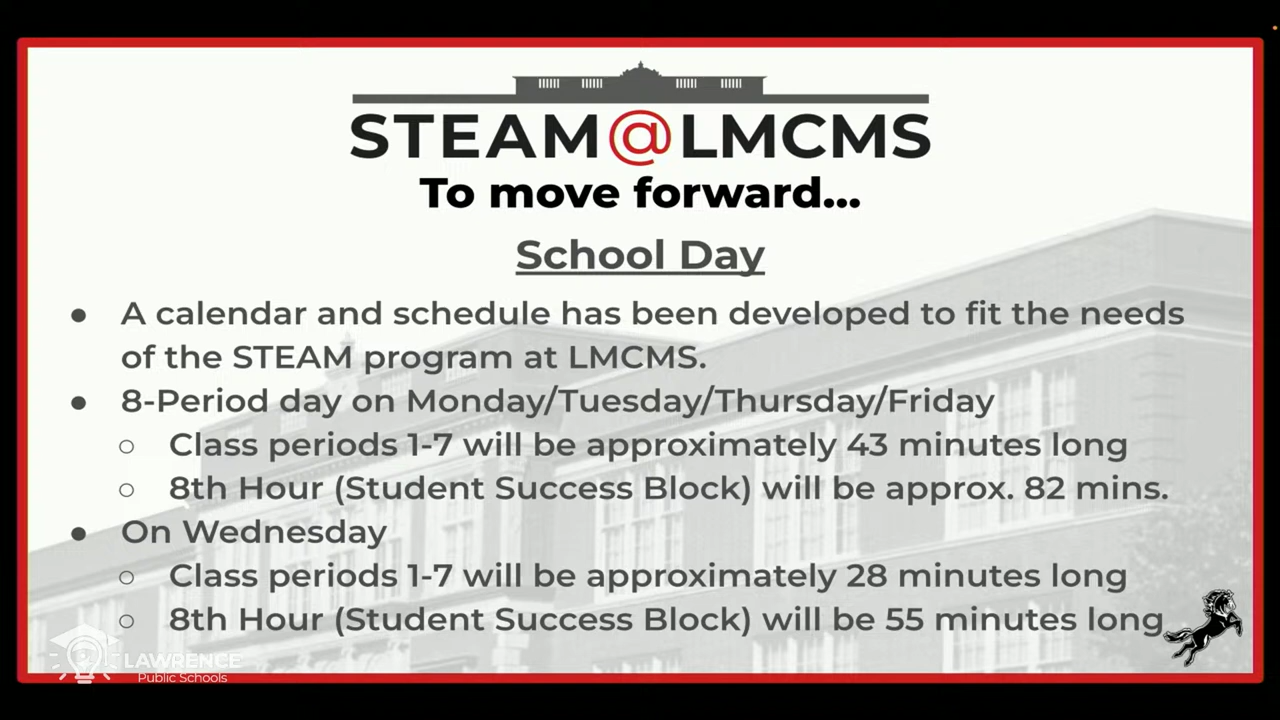 STEAM@LMCMS
To move forward...
School Day
● A calendar and schedule has been developed to fit the needs
of the STEAM program at LMCMS.
● 8-Period day on Monday/Tuesday/Thursday/Friday
○ Class periods 1-7 will be approximately 43 minutes long
○ 8th Hour (Student Success Block) will be approx. 82 mins.
● On Wednesday
○ Class periods 1-7 will be approximately 28 minutes long
○ 8th Hour (Student Success Block) will be 55 minutes long
LAWRENCE
Public Schools